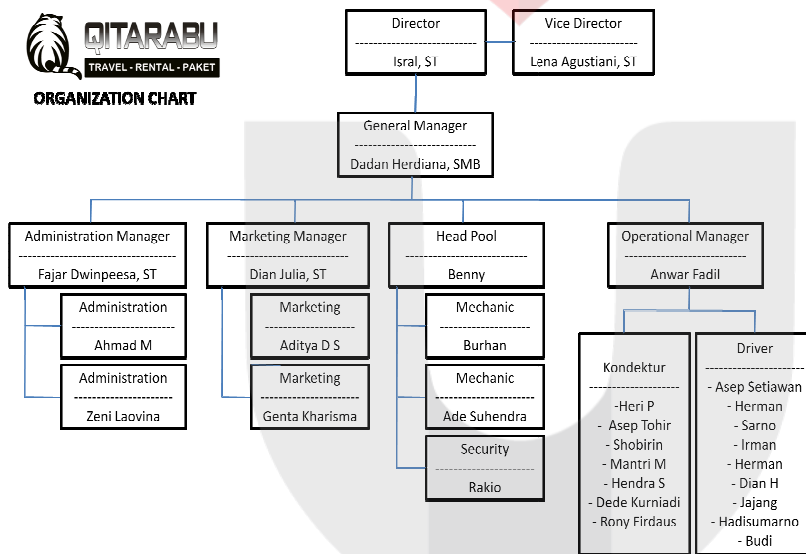 QITARABU
TRAVEL - RENTAL - PAKET
ORGANIZATION CHART
Director
Isral, ST
Vice Director
Lena Agustiani, ST
General Manager
Dadan Herdiana, SMB
Administration Manager
Fajar Dwinpeesa, ST
Administration
Ahmad M
Administration
Zeni Laovina
Marketing Manager
Dian Julia, ST
Marketing
Aditya D S
Marketing
Genta Kharisma
Head Pool
Benny
Mechanic
Burhan
Mechanic
Ade Suhendra
Security
Rakio
Operational Manager
Anwar Fadil
Kondektur
-Heri P
- Asep Tohir
- Shobirin
- Mantri M
- Hendra S
- Dede Kurniadi
- Rony Firdaus
Driver
- Asep Setiawan
- Herman
- Sarno
- Irman
- Herman
- Dian H
- Jajang
- Hadisumarno
- Budi